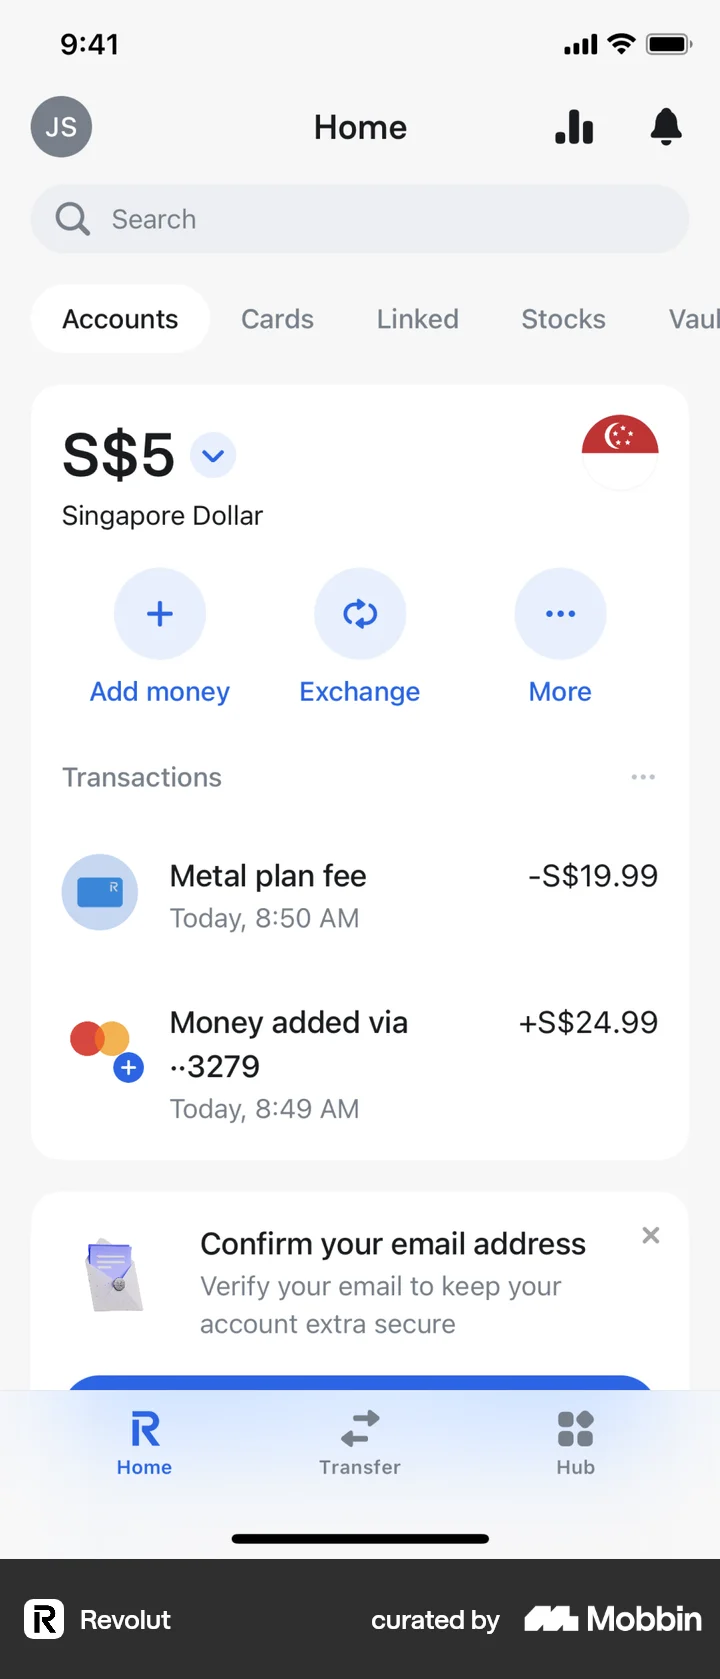 9:41
JS
Home
Search
Accounts Cards Linked Stocks Vaul
S$5
Singapore Dollar
Add money Exchange More
Transactions
Metal plan fee -S$19.99
Today, 8:50 AM
Money added via +S$24.99
··3279
Today, 8:49 AM
Confirm your email address
Verify your email to keep your
account extra secure
Home Transfer Hub
Revolut curated by Mobbin